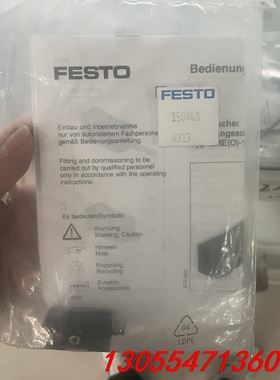 FESTO
Bedienung
Einbau und Inbetriebnahme
nur von autorisiertem Fachpersonal
gemäß Bedienungsanleitung.
FESTO
150868
A213
Fitting and commissioning to be
carried out by qualified personnel
only in accordance with the
operating instructions.
Es bedeuten/Symbols:
Warnung
Warning, Caution
Hinweis
Note
Recycling
Recycling
Zubehör
Accessories
FESTO
04
LDPE
13055471360